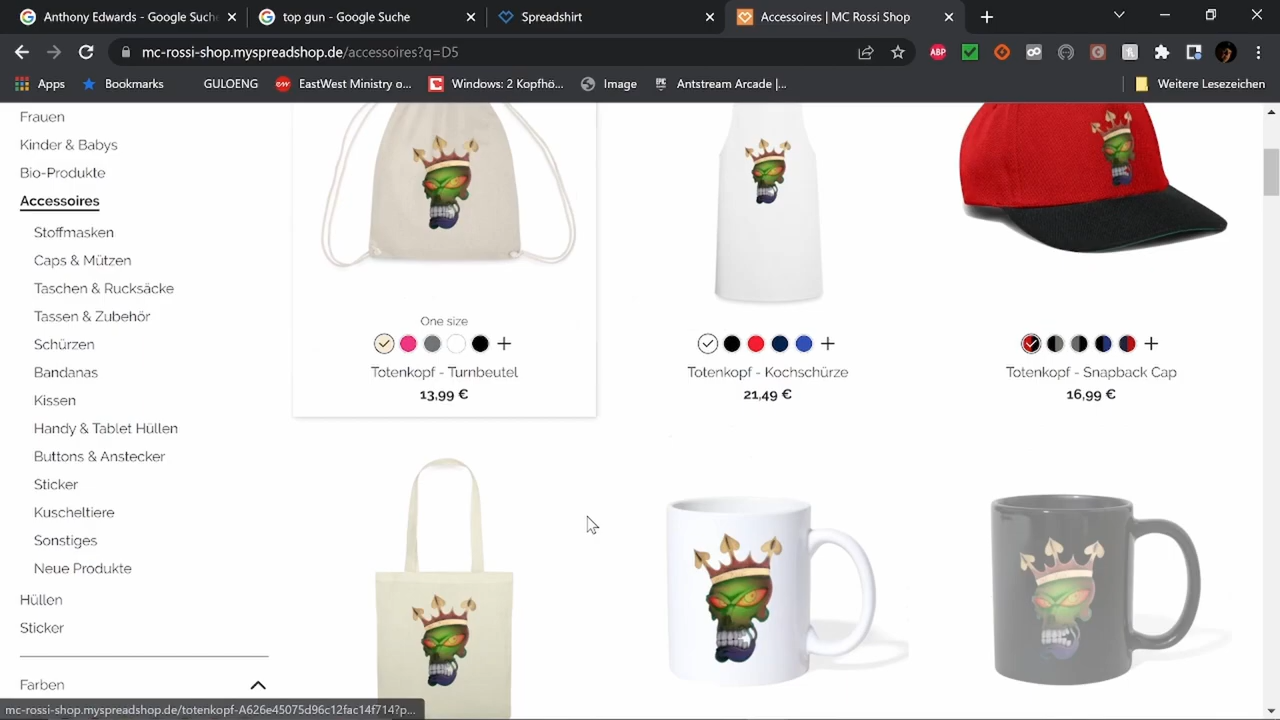 Anthony Edwards - Google Suche
top gun - Google Suche
Spreadshirt
Accessoires | MC Rossi Shop
mc-rossi-shop.myspreadshop.de/accessoires?q=D5
ABP
Apps
Bookmarks
GULOENG
EastWest Ministry o...
Windows: 2 Kopfhö...
Image
Antstream Arcade |...
Weitere Lesezeichen
Frauen
Kinder & Babys
Bio-Produkte
Accessoires
Stoffmasken
Caps & Mützen
Taschen & Rucksäcke
Tassen & Zubehör
Schürzen
Bandanas
Kissen
Handy & Tablet Hüllen
Buttons & Anstecker
Sticker
Kuscheltiere
Sonstiges
Neue Produkte
Hüllen
Sticker
Farben
One size
Totenkopf - Turnbeutel
13,99 €
Totenkopf - Kochschürze
21,49 €
Totenkopf - Snapback Cap
16,99 €
mc-rossi-shop.myspreadshop.de/totenkopf-A626e45075d96c12fac14f714?p...